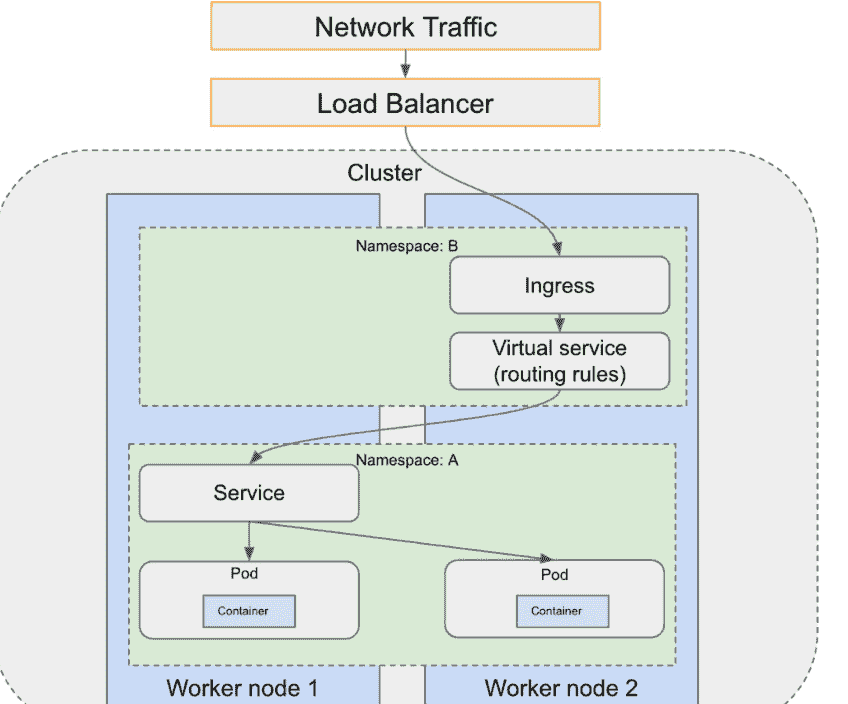 Network Traffic
Load Balancer
Cluster
Namespace: B
Ingress
Virtual service
(routing rules)
Namespace: A
Service
Pod
Container
Pod
Container
Worker node 1
Worker node 2